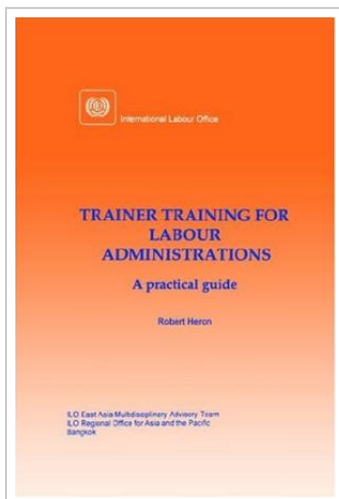 International Labour Office
TRAINER TRAINING FOR
LABOUR
ADMINISTRATIONS
A practical guide
Robert Heron
ILO East Asia Multidisciplinary Advisory Team
ILO Regional Office for Asia and the Pacific
Bangkok